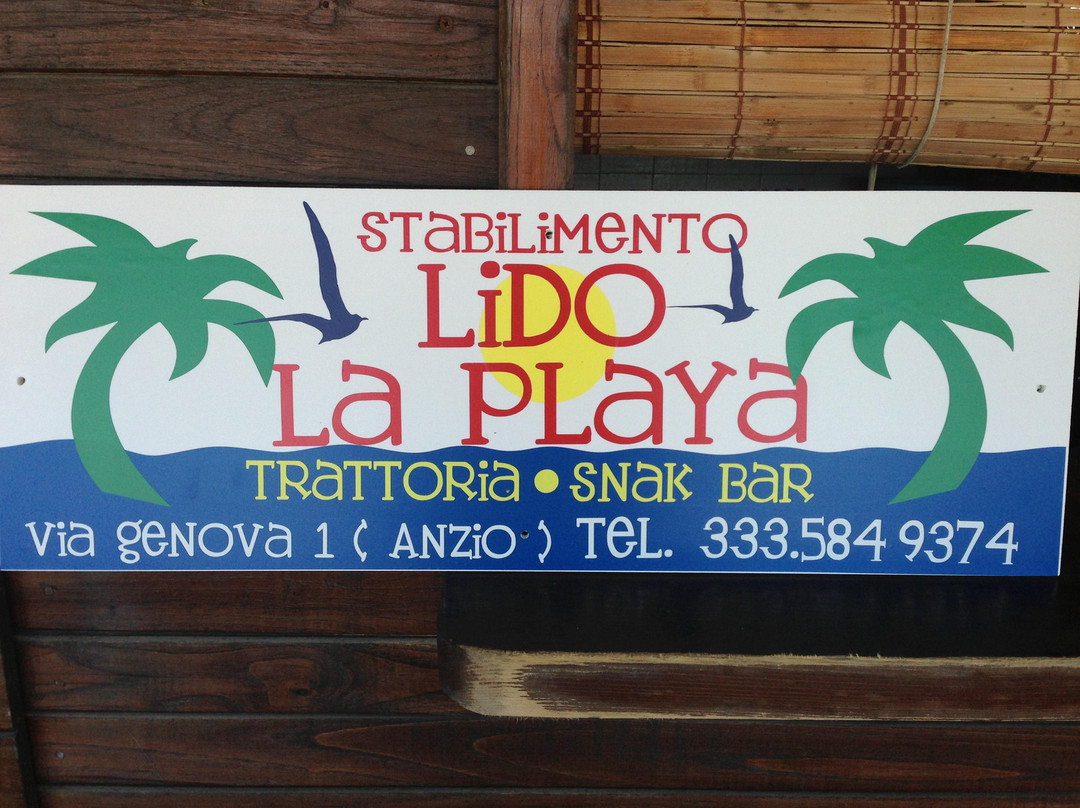 STaBiLiMeNTO
LiDO
La PLaYa
TRaTTORia • SNaK BaR
Via GeNOVa 1 ( aNZiO ) TeL. 333.584 9374